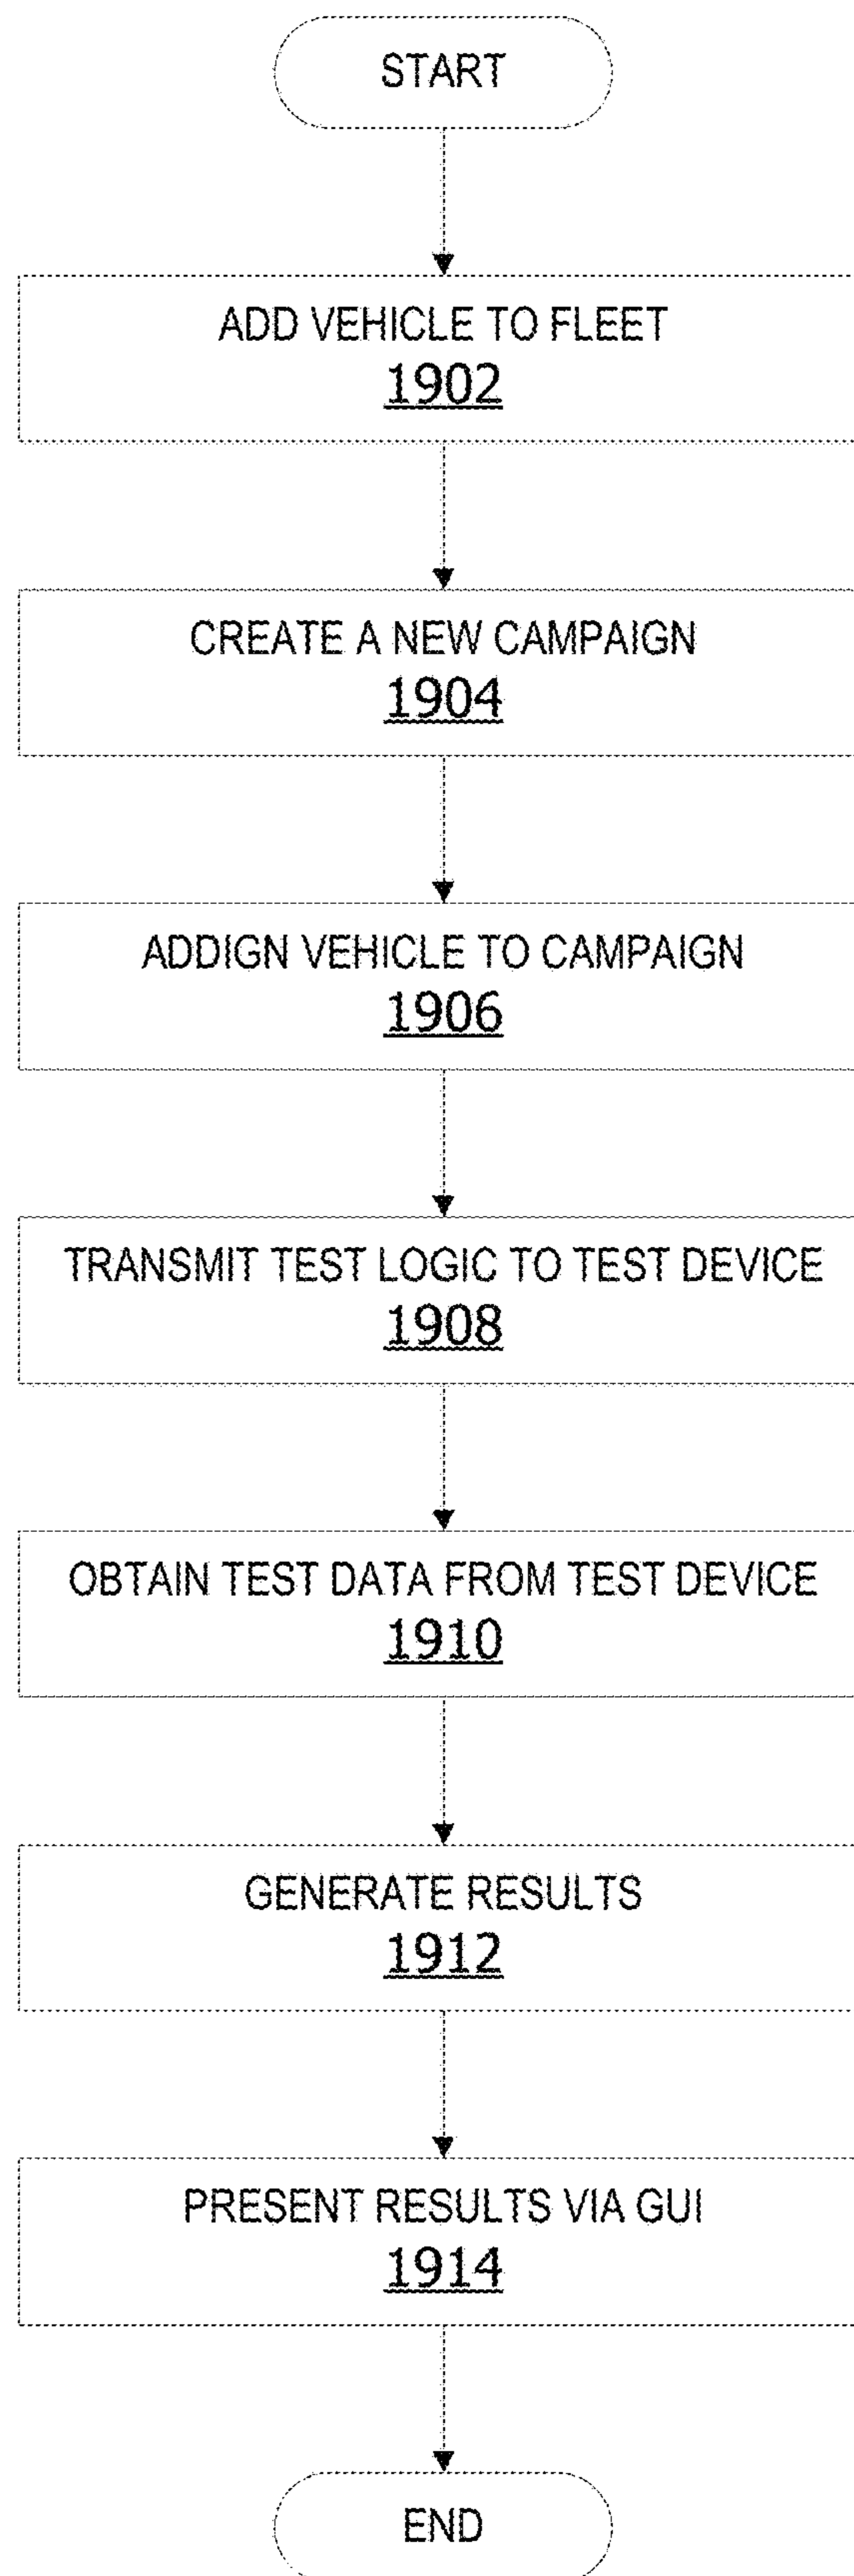 START
ADD VEHICLE TO FLEET
1902
CREATE A NEW CAMPAIGN
1904
ADDIGN VEHICLE TO CAMPAIGN
1906
TRANSMIT TEST LOGIC TO TEST DEVICE
1908
OBTAIN TEST DATA FROM TEST DEVICE
1910
GENERATE RESULTS
1912
PRESENT RESULTS VIA GUI
1914
END